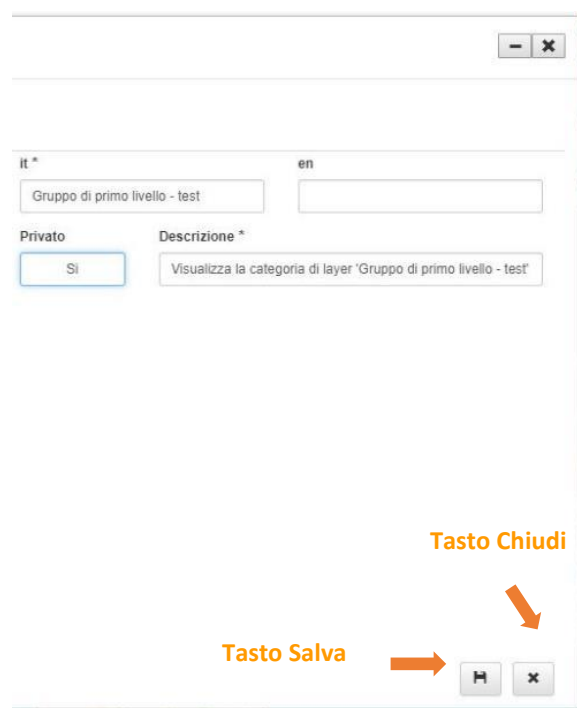 it * en
Gruppo di primo livello - test
Privato Descrizione *
Si Visualizza la categoria di layer 'Gruppo di primo livello - test'
Tasto Chiudi
Tasto Salva